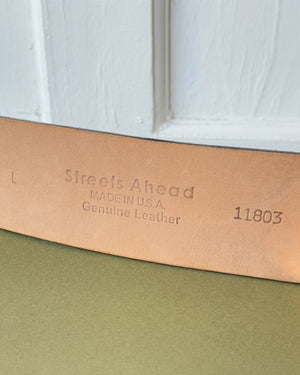 L
Streets Ahead
MADE IN U.S.A.
Genuine Leather
11803